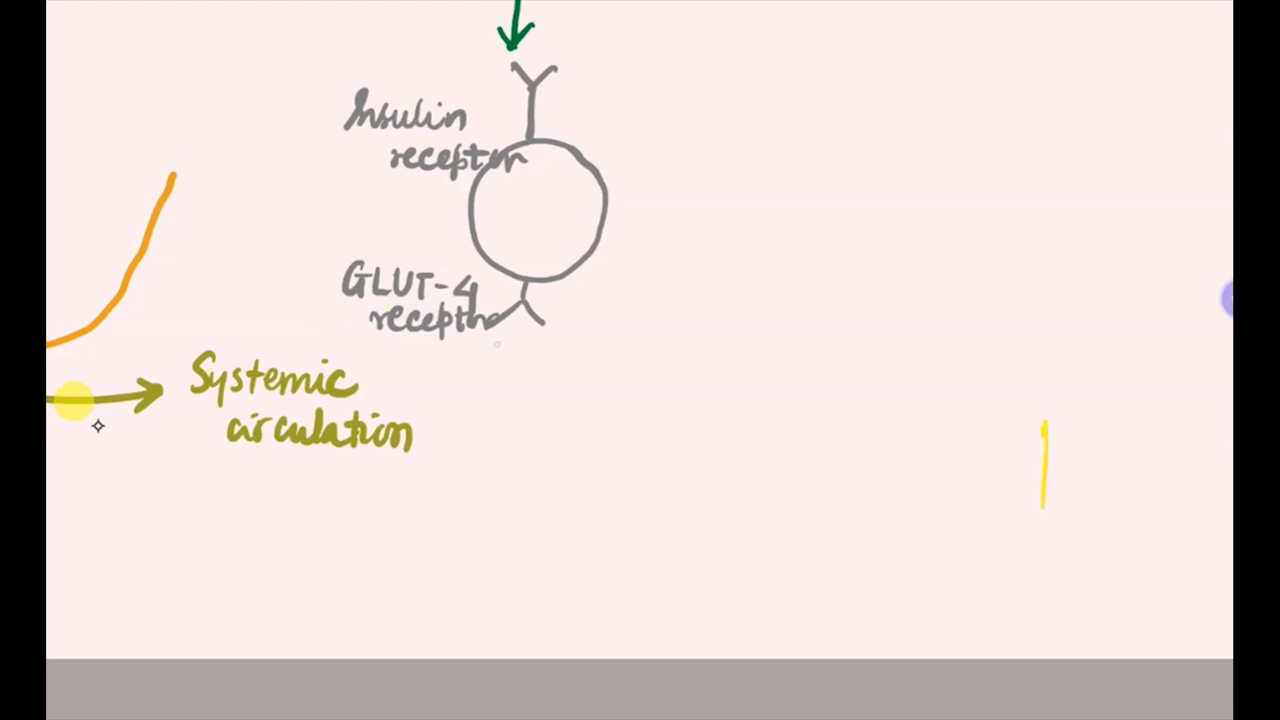 Insulin
receptor
GLUT-4
receptor
Systemic
circulation